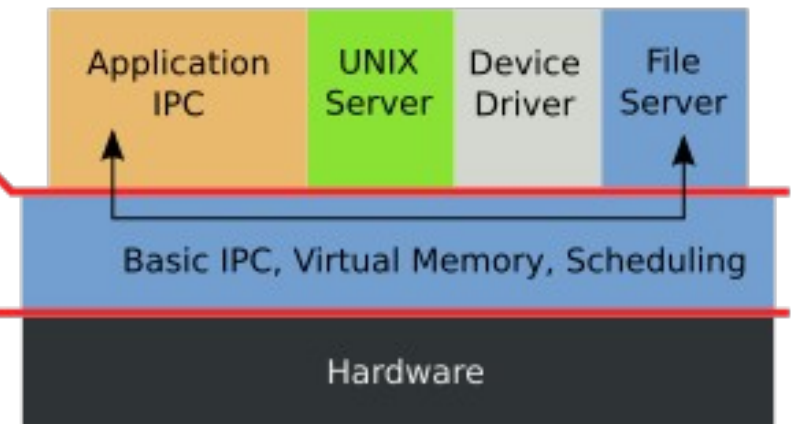 Application
IPC
UNIX
Server
Device
Driver
File
Server
Basic IPC, Virtual Memory, Scheduling
Hardware